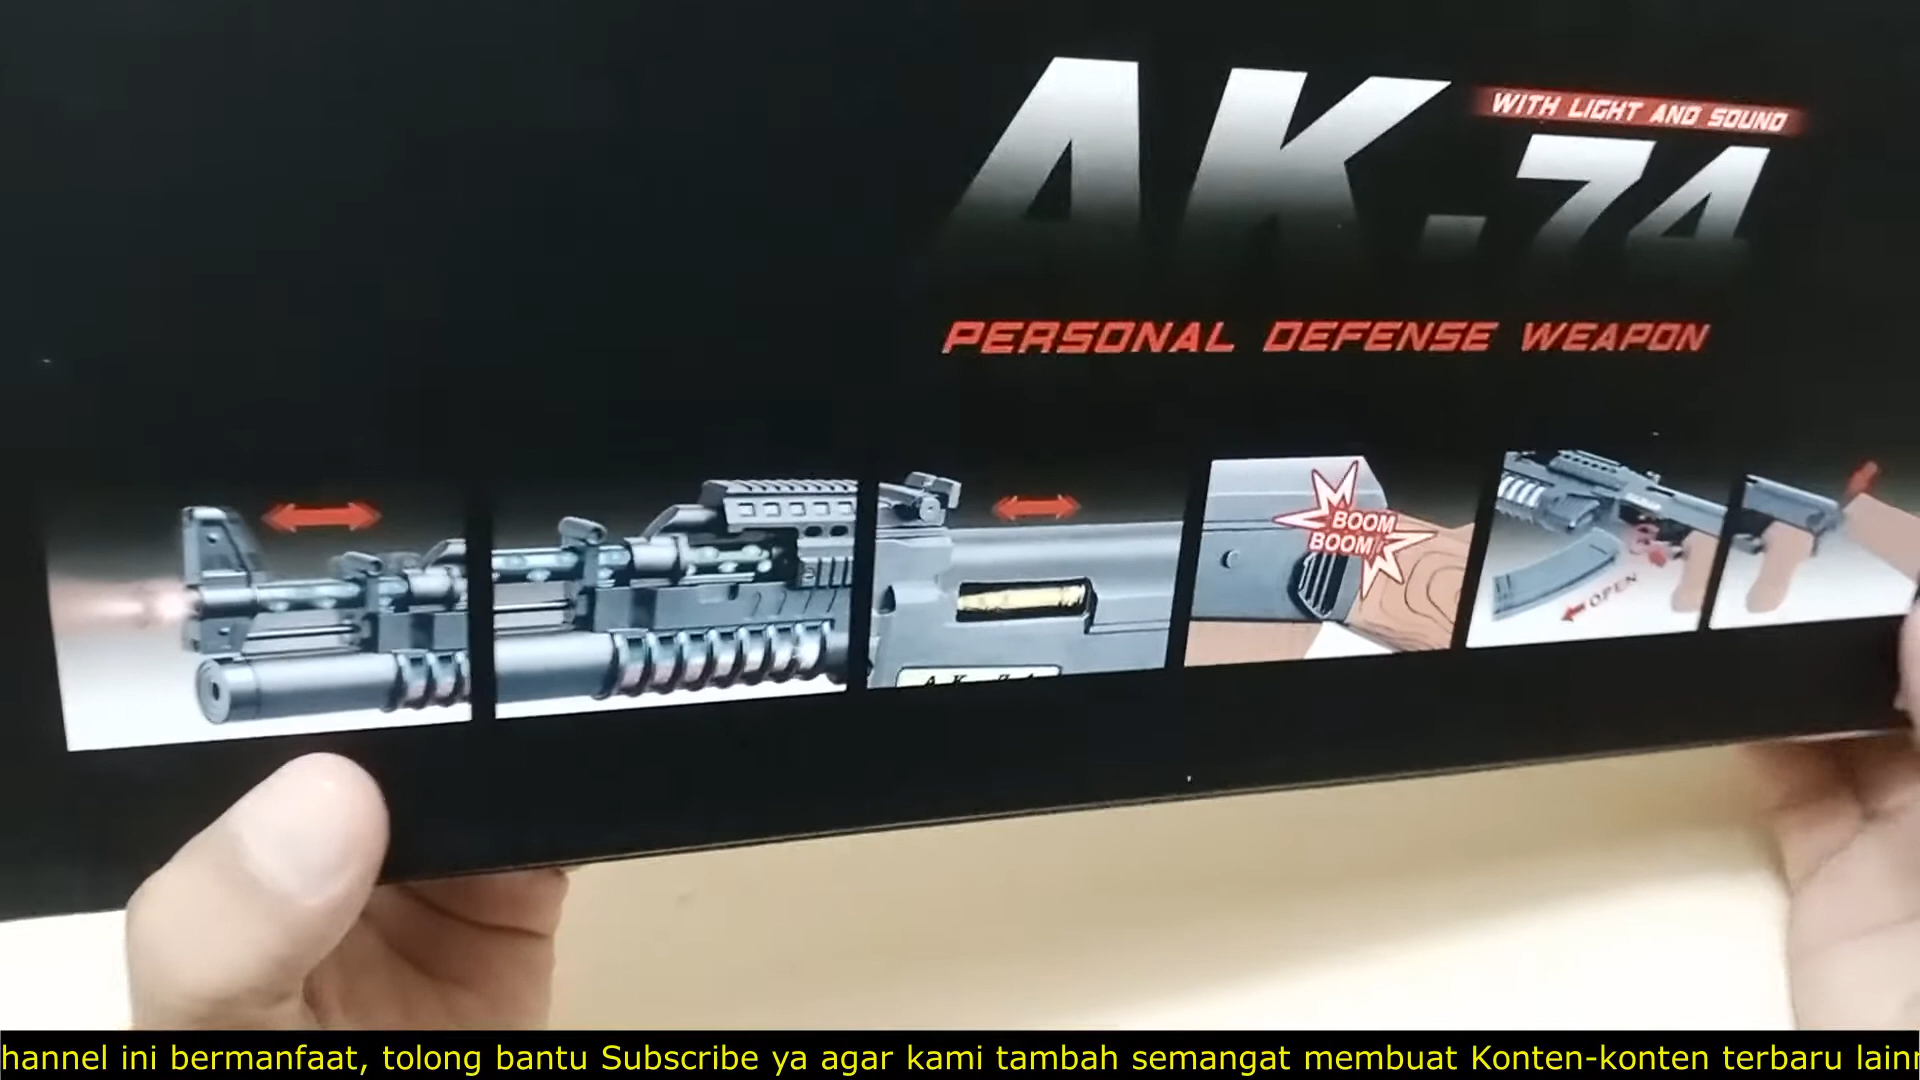 WITH LIGHT AND SOUND
AK.74
PERSONAL DEFENSE WEAPON
BOOM
BOOM
OPEN
hannel ini bermanfaat, tolong bantu Subscribe ya agar kami tambah semangat membuat Konten-konten terbaru lain